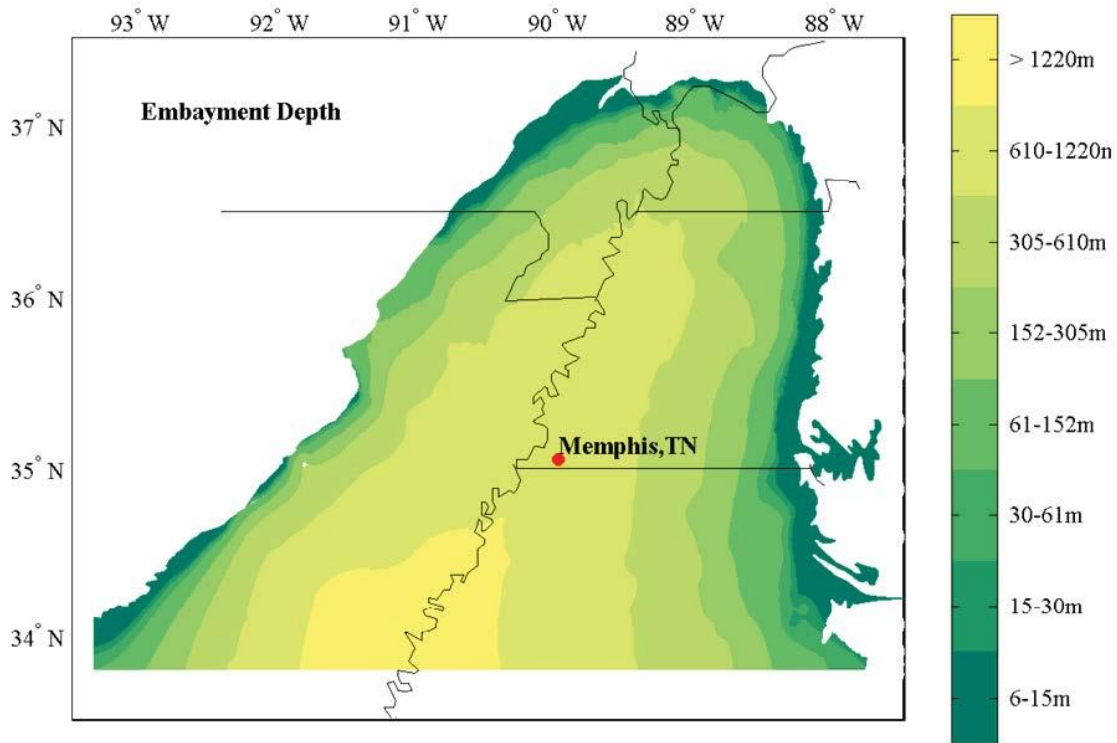 93° W 92° W 91° W 90° W 89° W 88° W
> 1220m
Embayment Depth
37° N
610-1220n
305-610m
36° N
152-305m
61-152m
Memphis,TN
35° N
30-61m
15-30m
34° N
6-15m